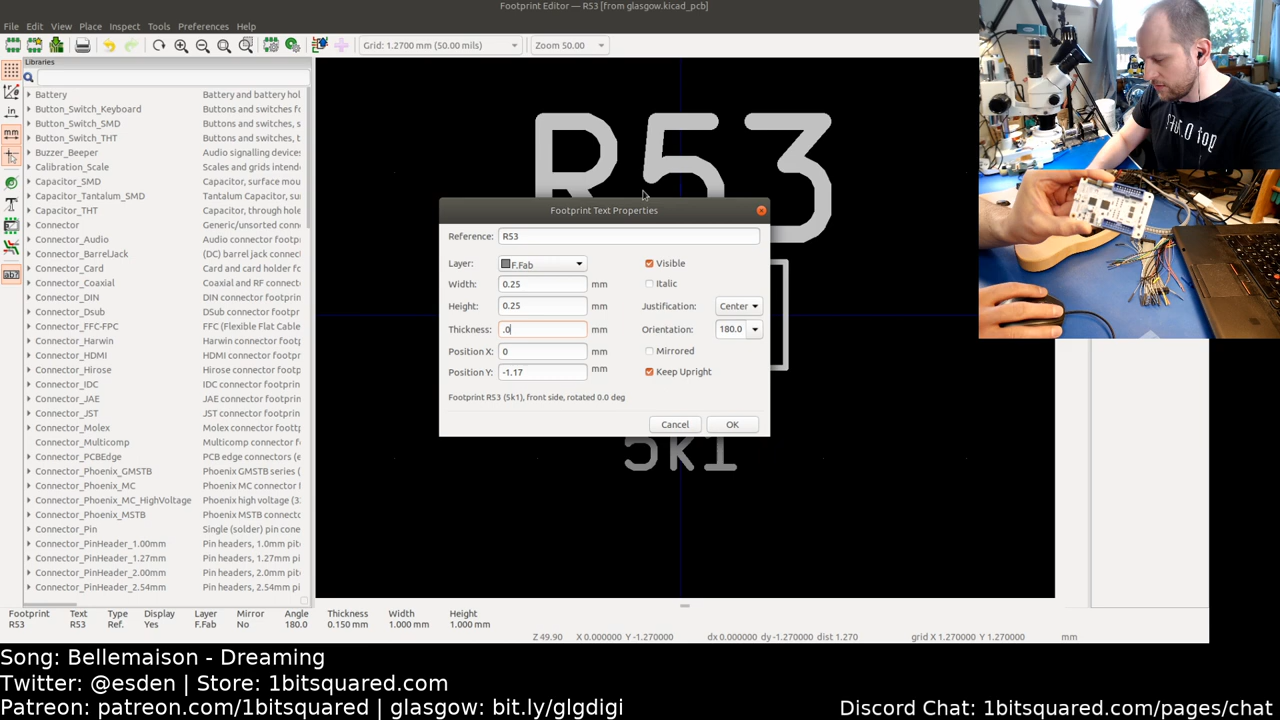 Footprint Editor — R53 [from glasgow.kicad_pcb]
File Edit View Place Inspect Tools Preferences Help
Grid: 1.2700 mm (50.00 mils) Zoom 50.00
Libraries
in
mm
Battery Battery and battery hol
Button_Switch_Keyboard Buttons and switches fo
Button_Switch_SMD Buttons and switches, s
Button_Switch_THT Buttons and switches, t
Buzzer_Beeper Audio signalling devices
Calibration_Scale Scales and grids intende
Capacitor_SMD Capacitor, surface mou
Capacitor_Tantalum_SMD Tantalum Capacitor, sur
Capacitor_THT Capacitor, through hole
Connector Generic/unsorted conn
Connector_Audio Audio connector footpr
Connector_BarrelJack (DC) barrel jack Connect
Connector_Card Card and card holder fo
Connector_Coaxial Coaxial and RF connect
Connector_DIN DIN connector footprint
Connector_Dsub DSub connector footprin
Connector_FFC-FPC FFC (Flexible Flat Cable
Connector_Harwin Harwin connector footp
Connector_HDMI HDMI connector footpri
Connector_Hirose Hirose connector footpr
Connector_IDC IDC connector footprint
Connector_JAE JAE connector footprint
Connector_JST JST connector footprint
Connector_Molex Molex connector footpr
Connector_Multicomp Multicomp connector f
Connector_PCBEdge PCB edge connectors (e
Connector_Phoenix_GMSTB Phoenix GMSTB series (
Connector_Phoenix_MC Phoenix MC connector f
Connector_Phoenix_MC_HighVoltage Phoenix high voltage (3
Connector_Phoenix_MSTB Phoenix MSTB connecto
Connector_Pin Single (solder) pin cone
Connector_PinHeader_1.00mm Pin headers, 1.0mm pit
Connector_PinHeader_1.27mm Pin headers, 1.27mm pi
Connector_PinHeader_2.00mm Pin headers, 2.0mm pit
Connector_PinHeader_2.54mm Pin headers, 2.54mm pi
R53
Footprint Text Properties
Reference: R53
Layer: F.Fab Visible
Width: 0.25 mm Italic
Height: 0.25 mm Justification: Center
Thickness: .0 mm Orientation: 180.0
Position X: 0 mm Mirrored
Position Y: -1.17 mm Keep Upright
Footprint R53 (5k1), front side, rotated 0.0 deg
Cancel OK
5k1
Footprint Text Type Display Layer Mirror Angle Thickness Width Height
R53 R53 Ref. Yes F.Fab No 180.0 0.150 mm 1.000 mm 1.000 mm
Z 49.90 X 0.000000 Y -1.270000 dx 0.000000 dy -1.270000 dist 1.270 grid X 1.270000 Y 1.270000 mm
Song: Bellemaison - Dreaming
Twitter: @esden | Store: 1bitsquared.com
Patreon: patreon.com/1bitsquared | glasgow: bit.ly/glgdigi
Discord Chat: 1bitsquared.com/pages/chat